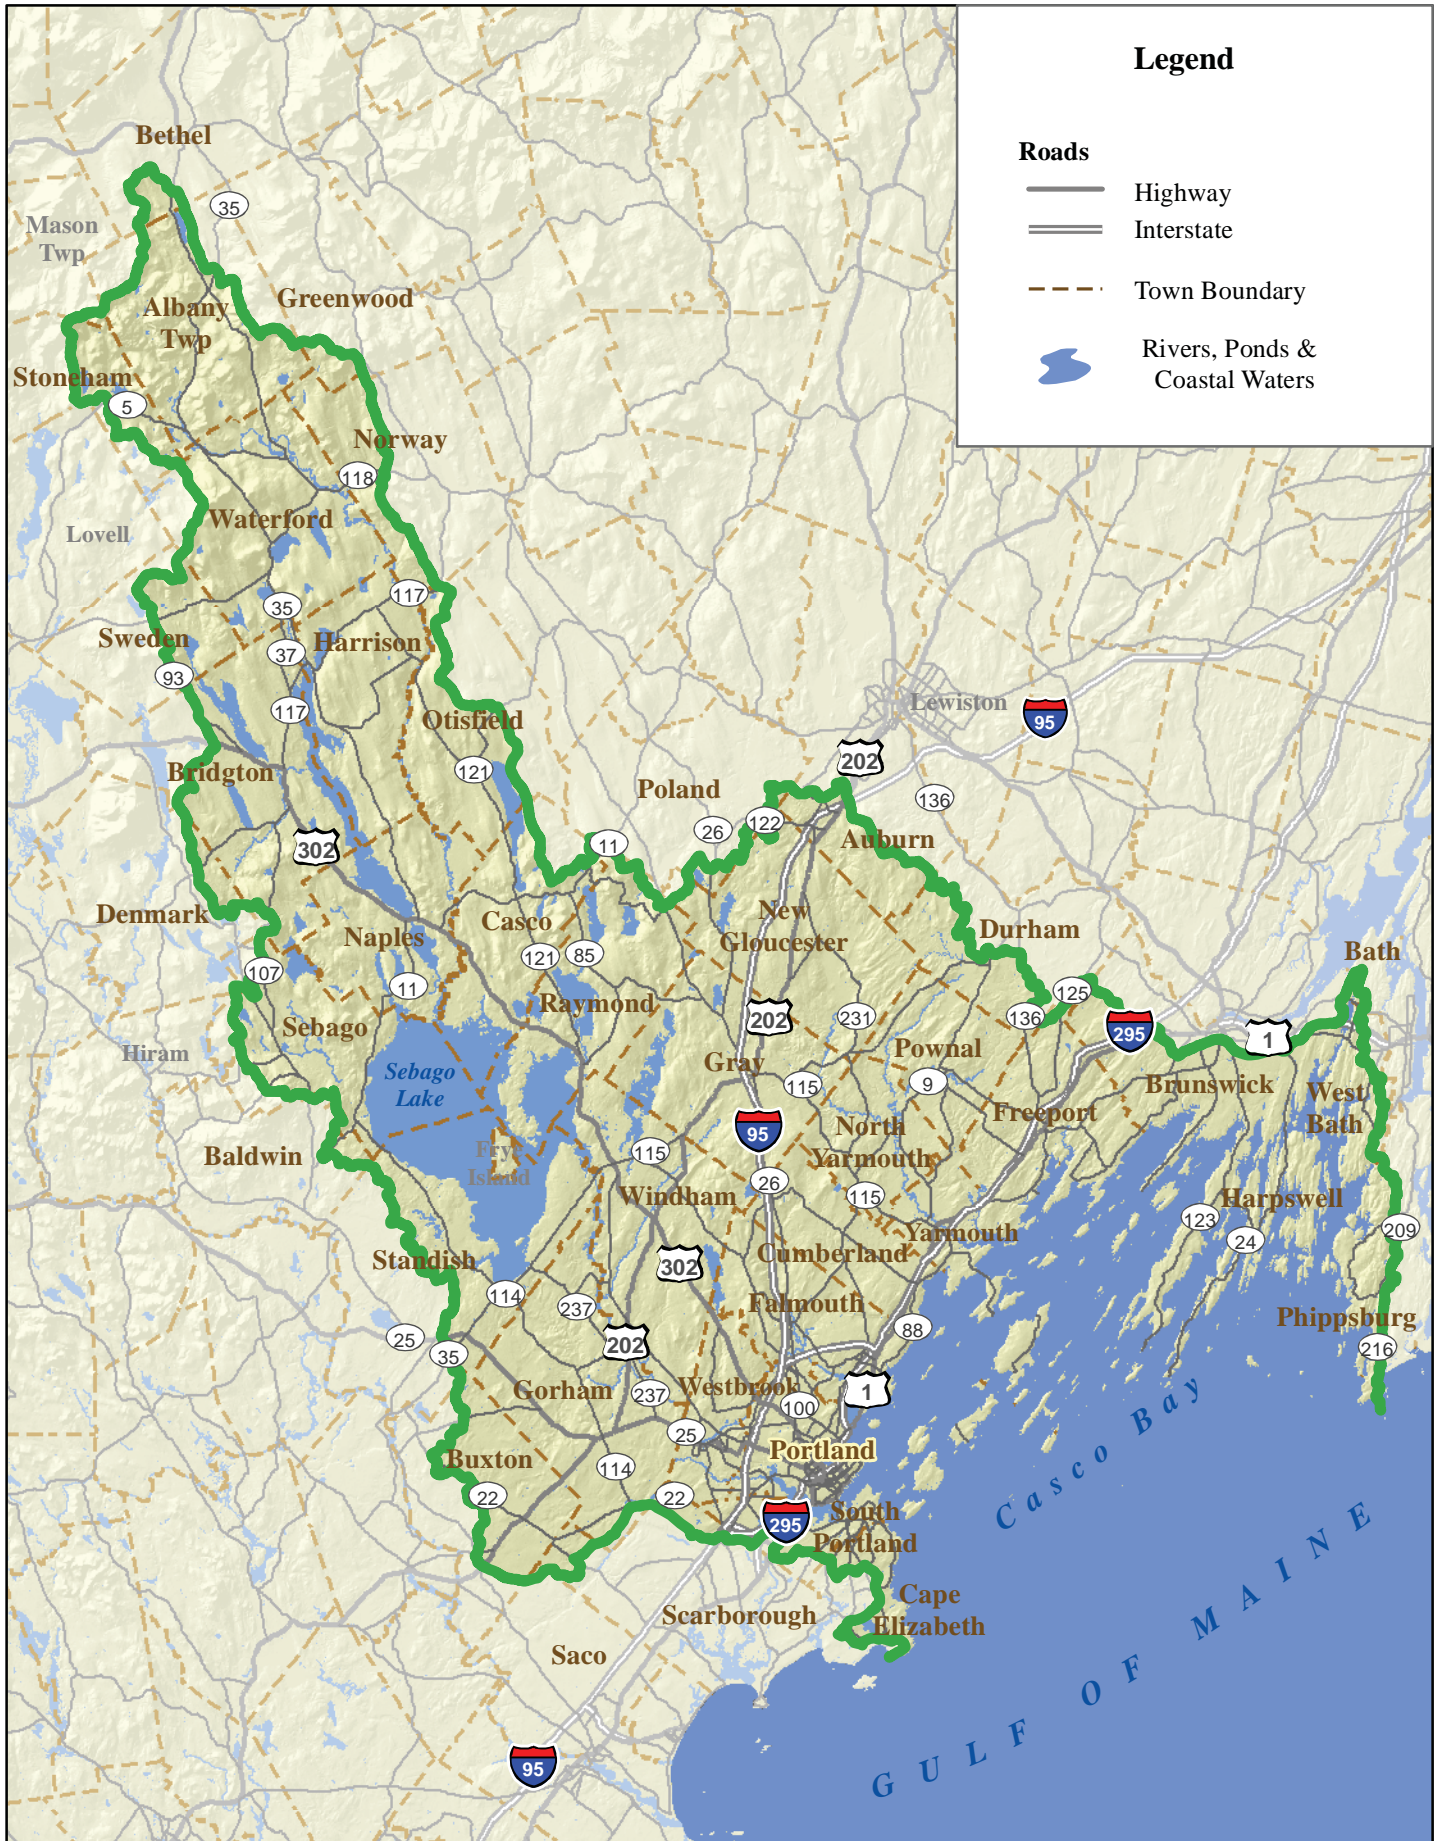 Legend
Roads
Highway
Interstate
Town Boundary
Rivers, Ponds &
Coastal Waters
Bethel
35
Mason
Twp
Greenwood
Albany
Twp
Stoneham
5
Norway
118
Waterford
Lovell
117
35
Sweden
Harrison
37
93
117
Lewiston
95
Otisfield
202
121
Bridgton
Poland
136
26
122
302
11
Auburn
Denmark
Casco
New
Gloucester
Durham
Naples
Bath
121
85
107
11
125
Raymond
202
231
136
295
1
Sebago
Hiram
Gray
Pownal
Sebago
Lake
115
9
Brunswick
West
Bath
Freeport
95
North
Yarmouth
Baldwin
Frye
Island
115
26
115
Windham
Harpswell
123
209
24
Yarmouth
Cumberland
Standish
302
114
237
Falmouth
88
Phippsburg
25
35
202
216
Gorham
237
Westbrook
1
100
25
Casco Bay
Portland
Buxton
114
22
22
295
South
Portland
GULF OF MAINE
Cape
Elizabeth
Scarborough
Saco
95